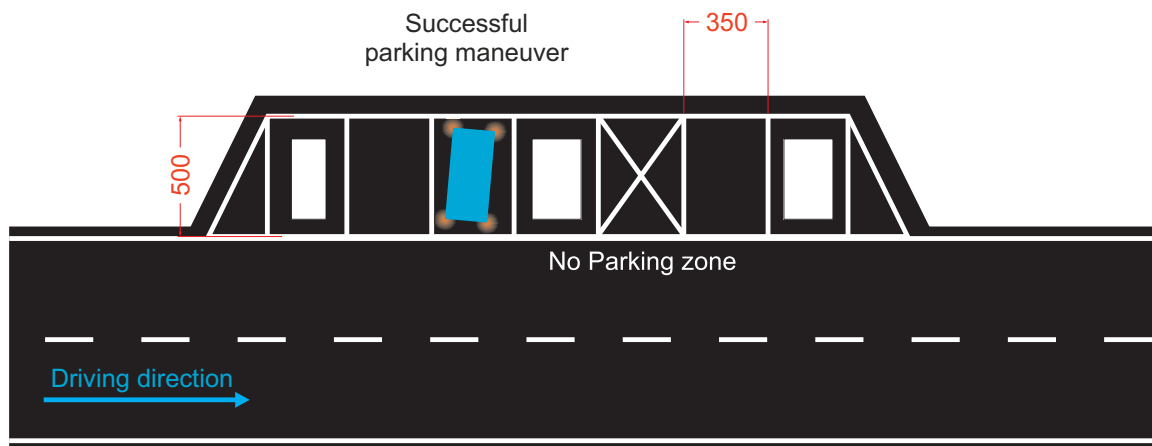 Successful
parking maneuver
350
500
No Parking zone
Driving direction